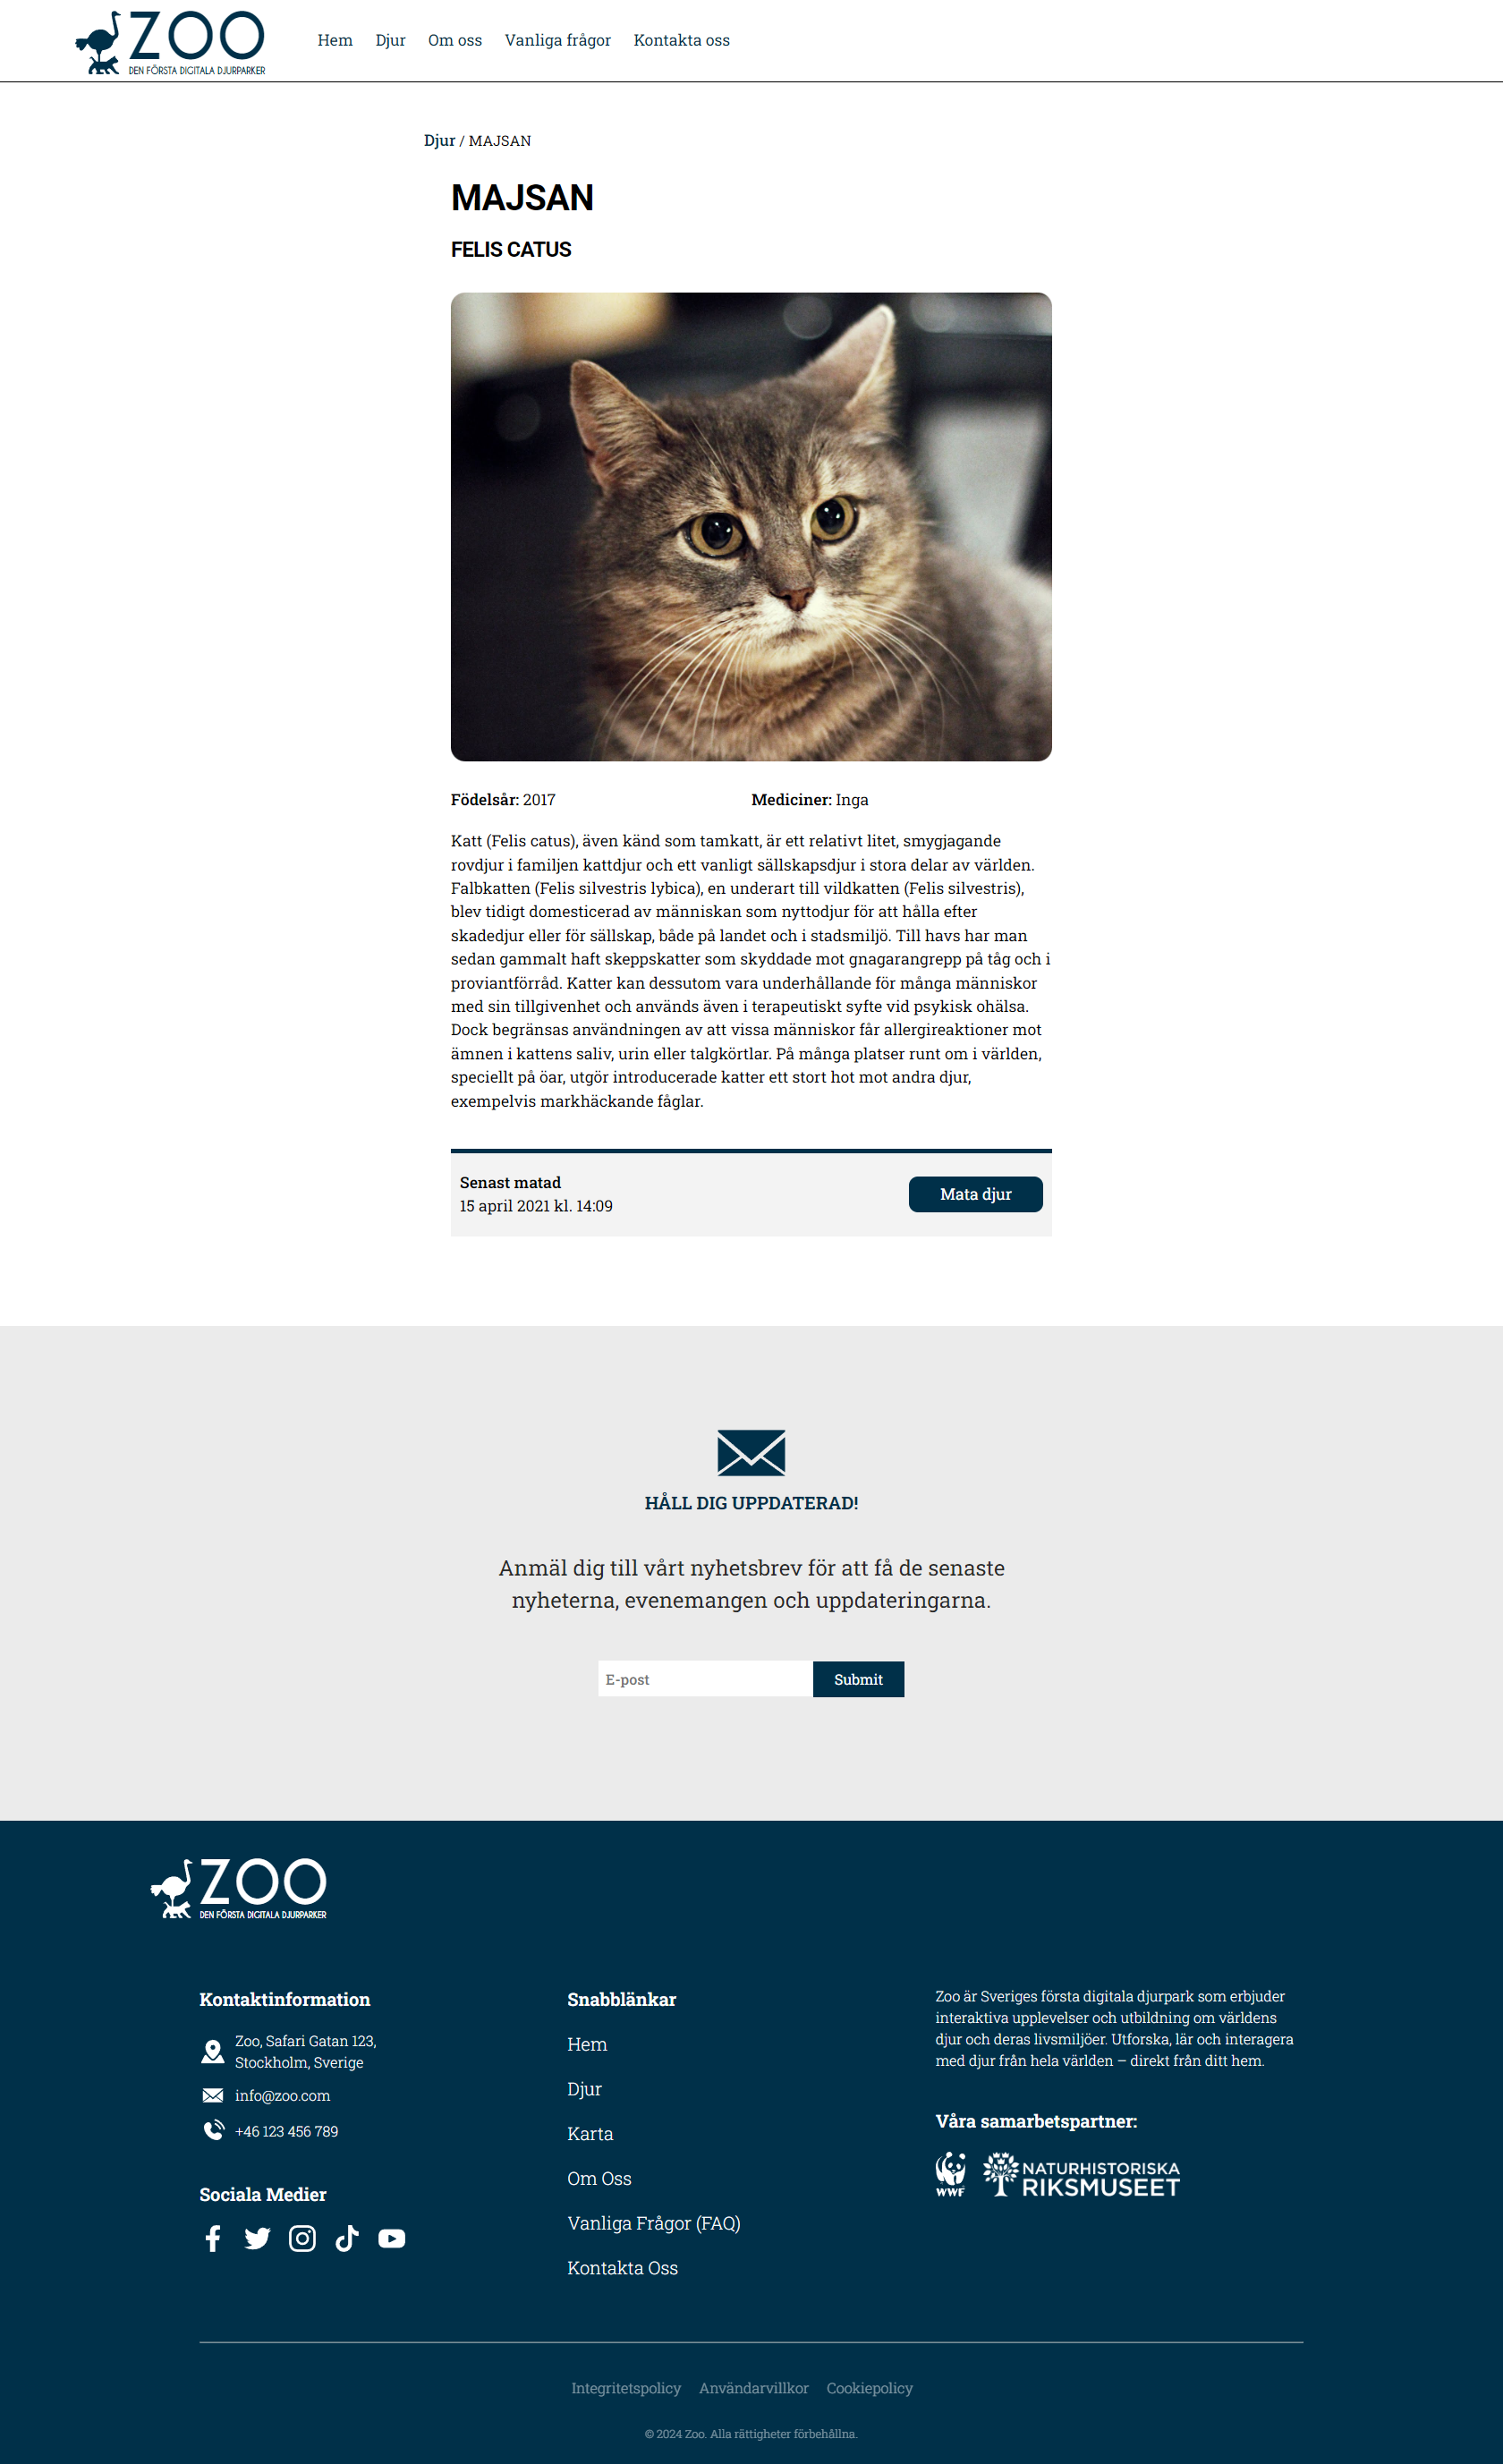 ZOO
DEN FÖRSTA DIGITALA DJURPARKER
Hem Djur Om oss Vanliga frågor Kontakta oss
Djur / MAJSAN
MAJSAN
FELIS CATUS
Födelsår: 2017 Mediciner: Inga
Katt (Felis catus), även känd som tamkatt, är ett relativt litet, smygjagande
rovdjur i familjen kattdjur och ett vanligt sällskapsdjur i stora delar av världen.
Falbkatten (Felis silvestris lybica), en underart till vildkatten (Felis silvestris),
blev tidigt domesticerad av människan som nyttodjur för att hålla efter
skadedjur eller för sällskap, både på landet och i stadsmiljö. Till havs har man
sedan gammalt haft skeppskatter som skyddade mot gnagarangrepp på tåg och i
proviantförråd. Katter kan dessutom vara underhållande för många människor
med sin tillgivenhet och används även i terapeutiskt syfte vid psykisk ohälsa.
Dock begränsas användningen av att vissa människor får allergireaktioner mot
ämnen i kattens saliv, urin eller talgkörtlar. På många platser runt om i världen,
speciellt på öar, utgör introducerade katter ett stort hot mot andra djur,
exempelvis markhäckande fåglar.
Senast matad
15 april 2021 kl. 14:09
Mata djur
HÅLL DIG UPPDATERAD!
Anmäl dig till vårt nyhetsbrev för att få de senaste
nyheterna, evenemangen och uppdateringarna.
E-post Submit
ZOO
DEN FÖRSTA DIGITALA DJURPARKER
Kontaktinformation
Zoo, Safari Gatan 123,
Stockholm, Sverige
info@zoo.com
+46 123 456 789
Sociala Medier
Snabblänkar
Hem
Djur
Karta
Om Oss
Vanliga Frågor (FAQ)
Kontakta Oss
Zoo är Sveriges första digitala djurpark som erbjuder
interaktiva upplevelser och utbildning om världens
djur och deras livsmiljöer. Utforska, lär och interagera
med djur från hela världen – direkt från ditt hem.
Våra samarbetspartner:
WWF
NATURHISTORISKA
RIKSMUSEET
Integritetspolicy Användarvillkor Cookiepolicy
© 2024 Zoo. Alla rättigheter förbehållna.